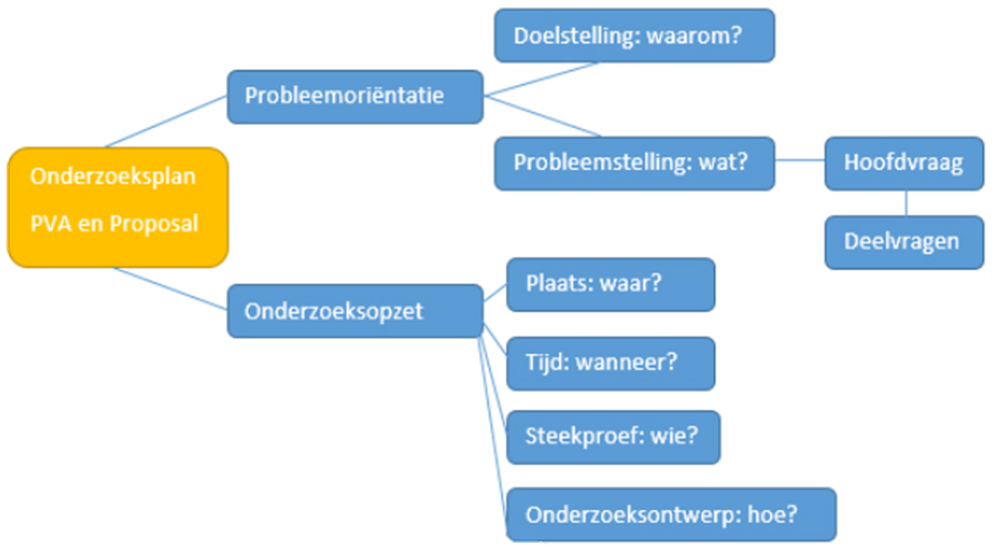 Doelstelling: waarom?
Probleemoriëntatie
Probleemstelling: wat?
Hoofdvraag
Deelvragen
Onderzoeksplan
PVA en Proposal
Onderzoeksopzet
Plaats: waar?
Tijd: wanneer?
Steekproef: wie?
Onderzoeksontwerp: hoe?